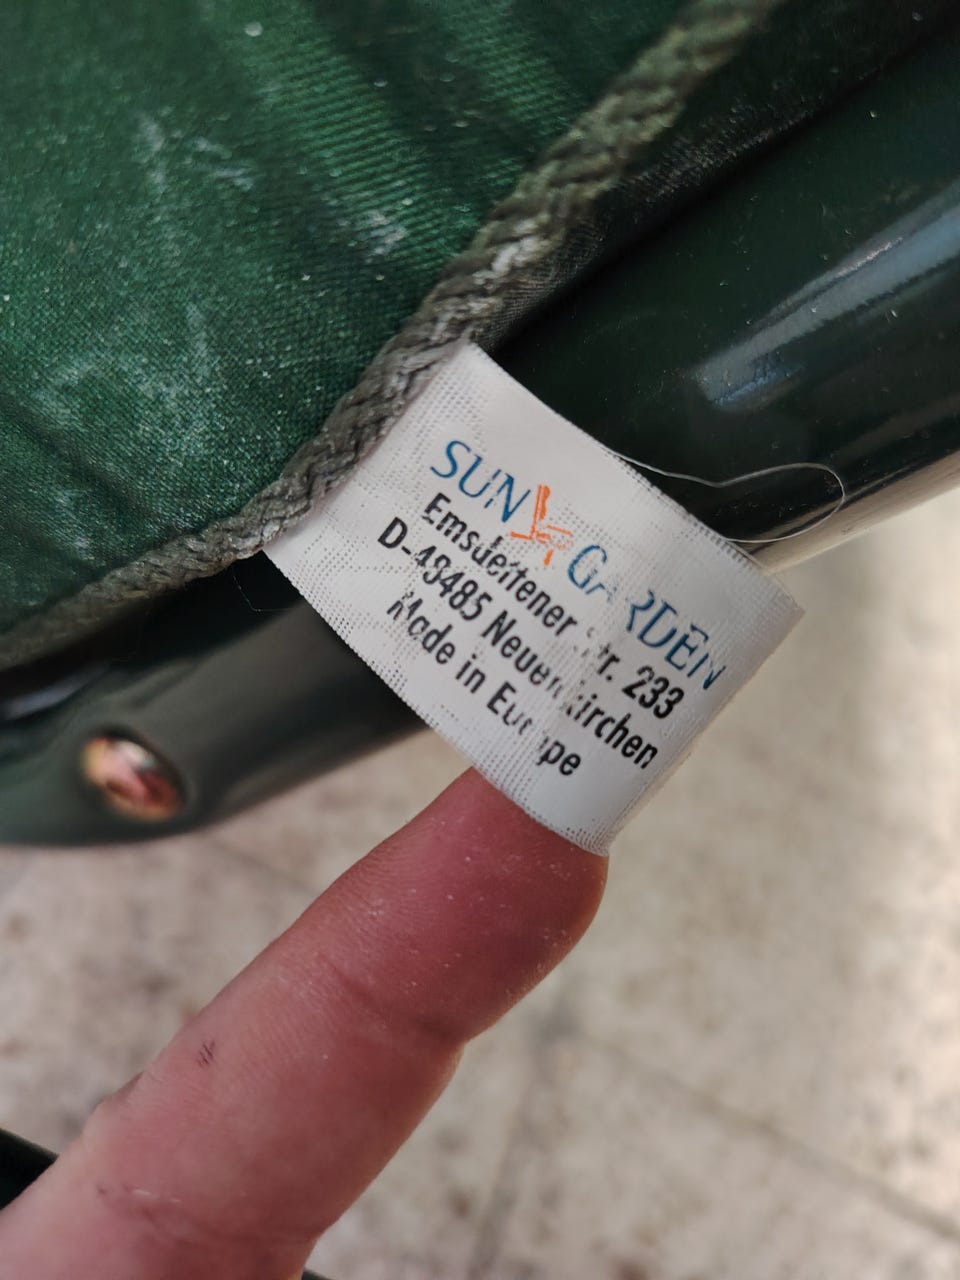 SUN GARDEN
Emsdettener Str. 233
D-48485 Neuenkirchen
Made in Europe